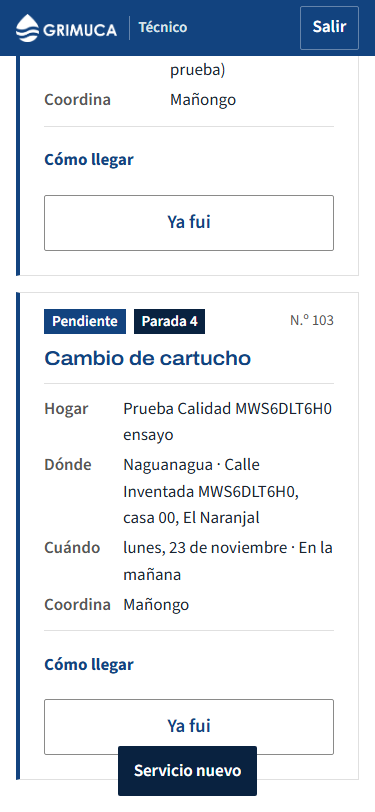 GRIMUCA Técnico Salir
prueba)
Coordina Mañongo
Cómo llegar
Ya fui
Pendiente Parada 4 N.º 103
Cambio de cartucho
Hogar Prueba Calidad MWS6DLT6H0
ensayo
Dónde Naguanagua · Calle
Inventada MWS6DLT6H0,
casa 00, El Naranjal
Cuándo lunes, 23 de noviembre · En la
mañana
Coordina Mañongo
Cómo llegar
Ya fui
Servicio nuevo